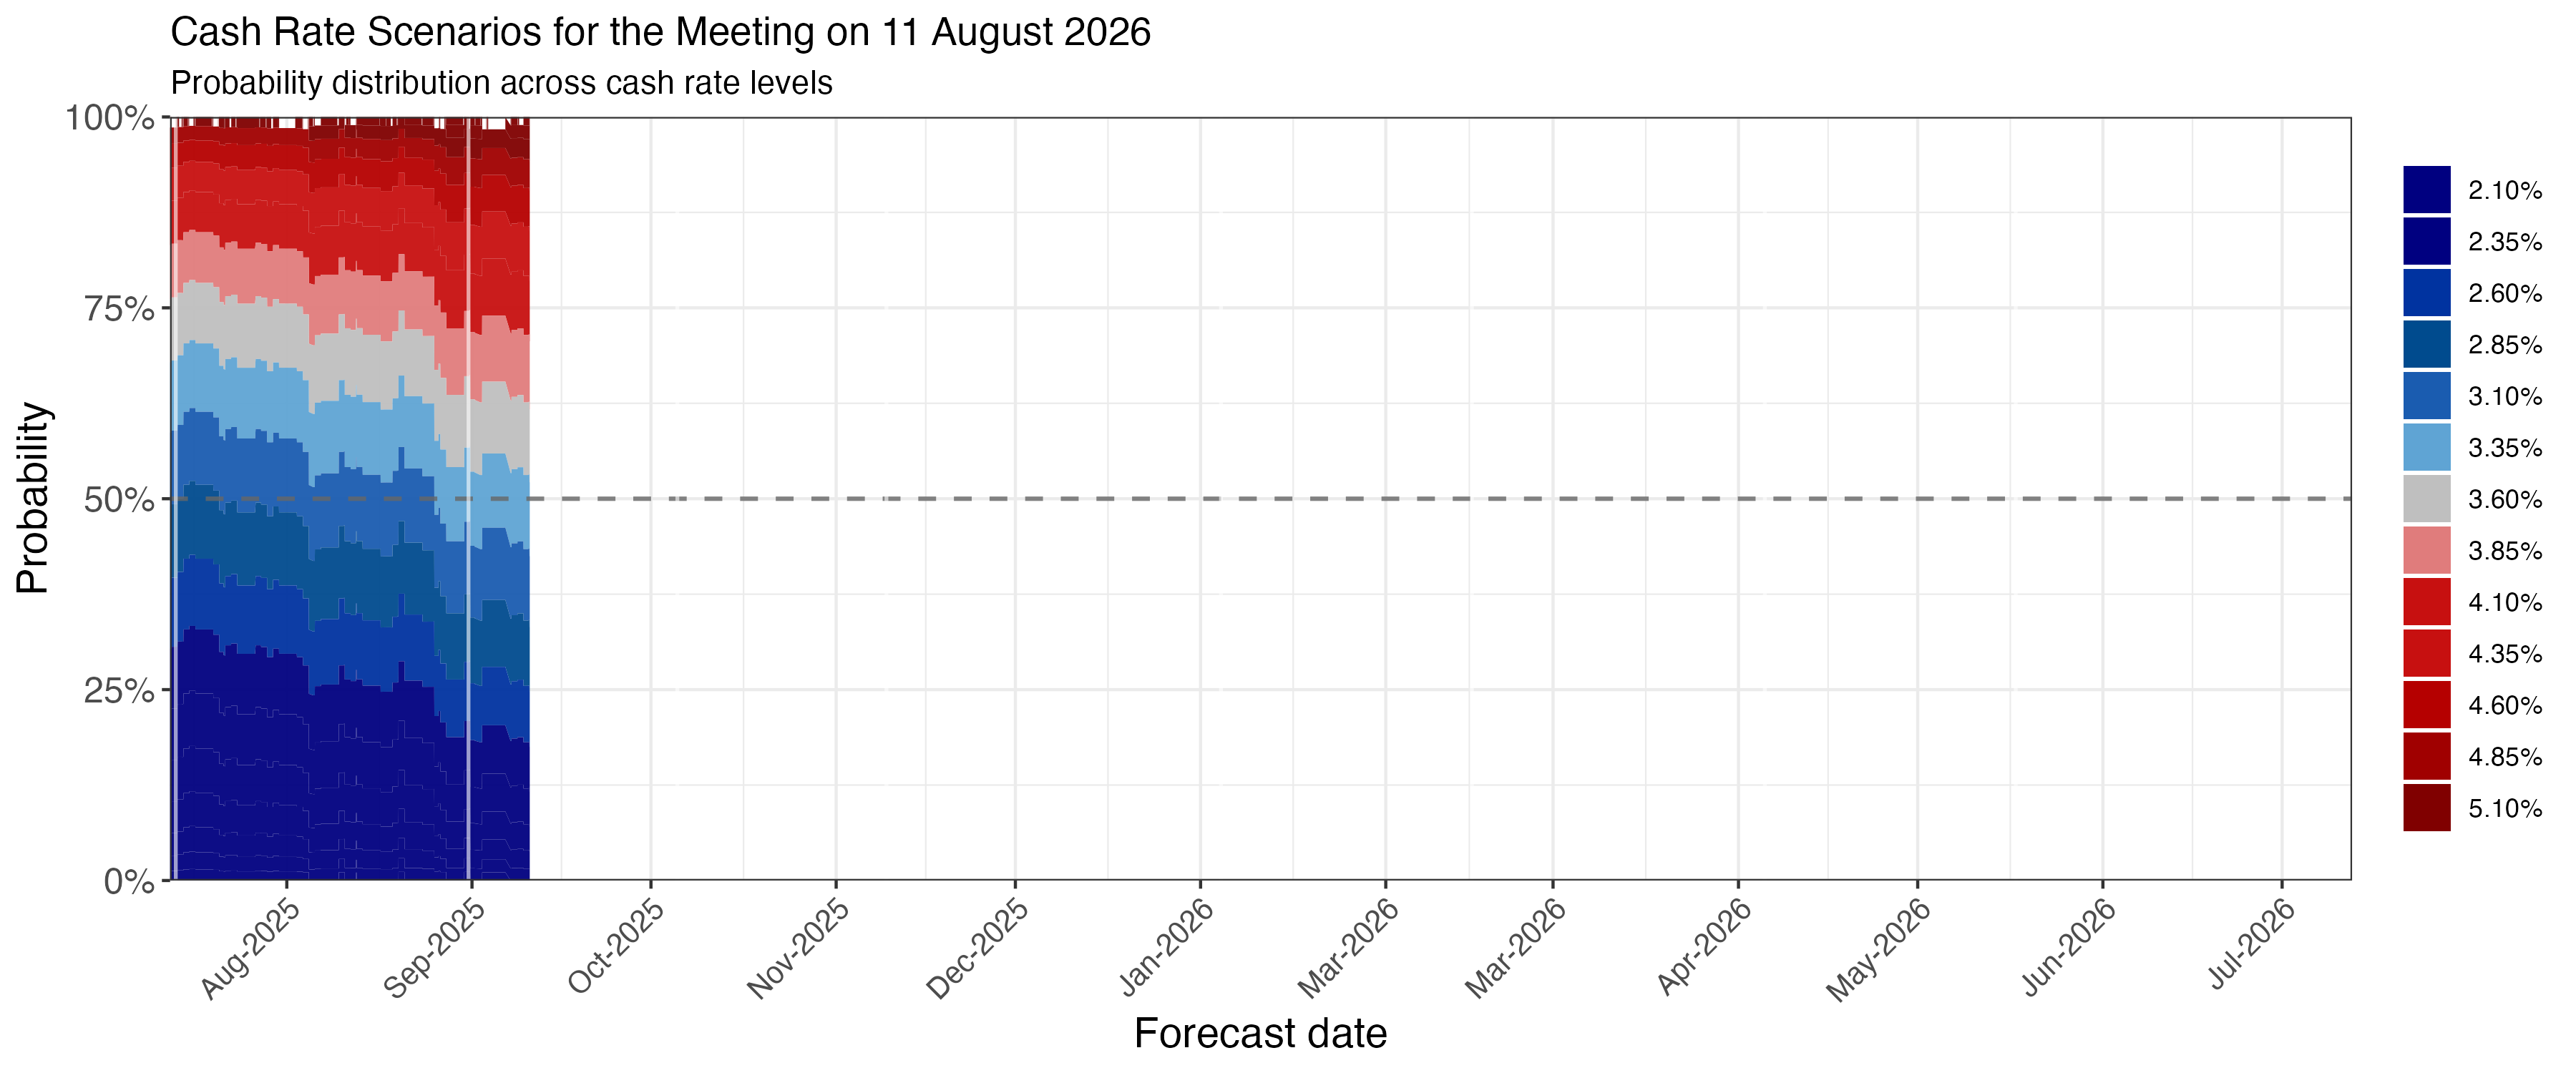 Cash Rate Scenarios for the Meeting on 11 August 2026
Probability distribution across cash rate levels
Probability
100%
75%
50%
25%
0%
Aug-2025
Sep-2025
Oct-2025
Nov-2025
Dec-2025
Jan-2026
Mar-2026
Mar-2026
Apr-2026
May-2026
Jun-2026
Jul-2026
Forecast date
2.10%
2.35%
2.60%
2.85%
3.10%
3.35%
3.60%
3.85%
4.10%
4.35%
4.60%
4.85%
5.10%